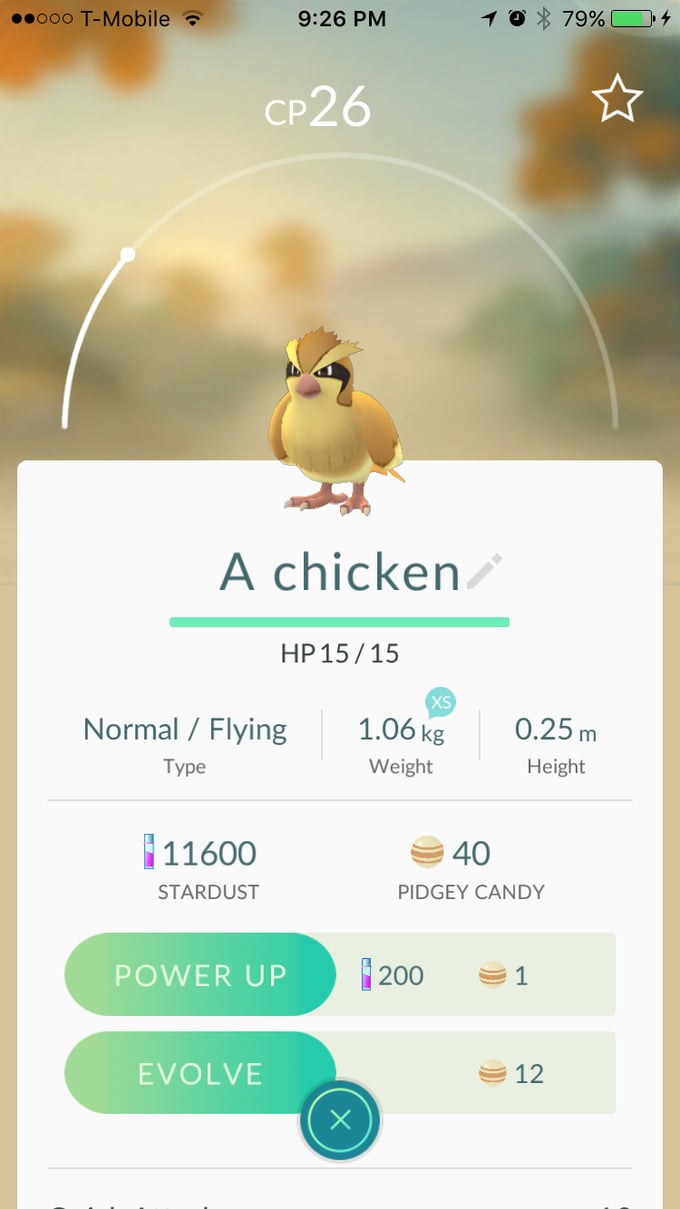 T-Mobile 9:26 PM 79%
CP26
A chicken
HP 15 / 15
XS
Normal / Flying 1.06 kg 0.25 m
Type Weight Height
11600 40
STARDUST PIDGEY CANDY
POWER UP 200 1
EVOLVE 12